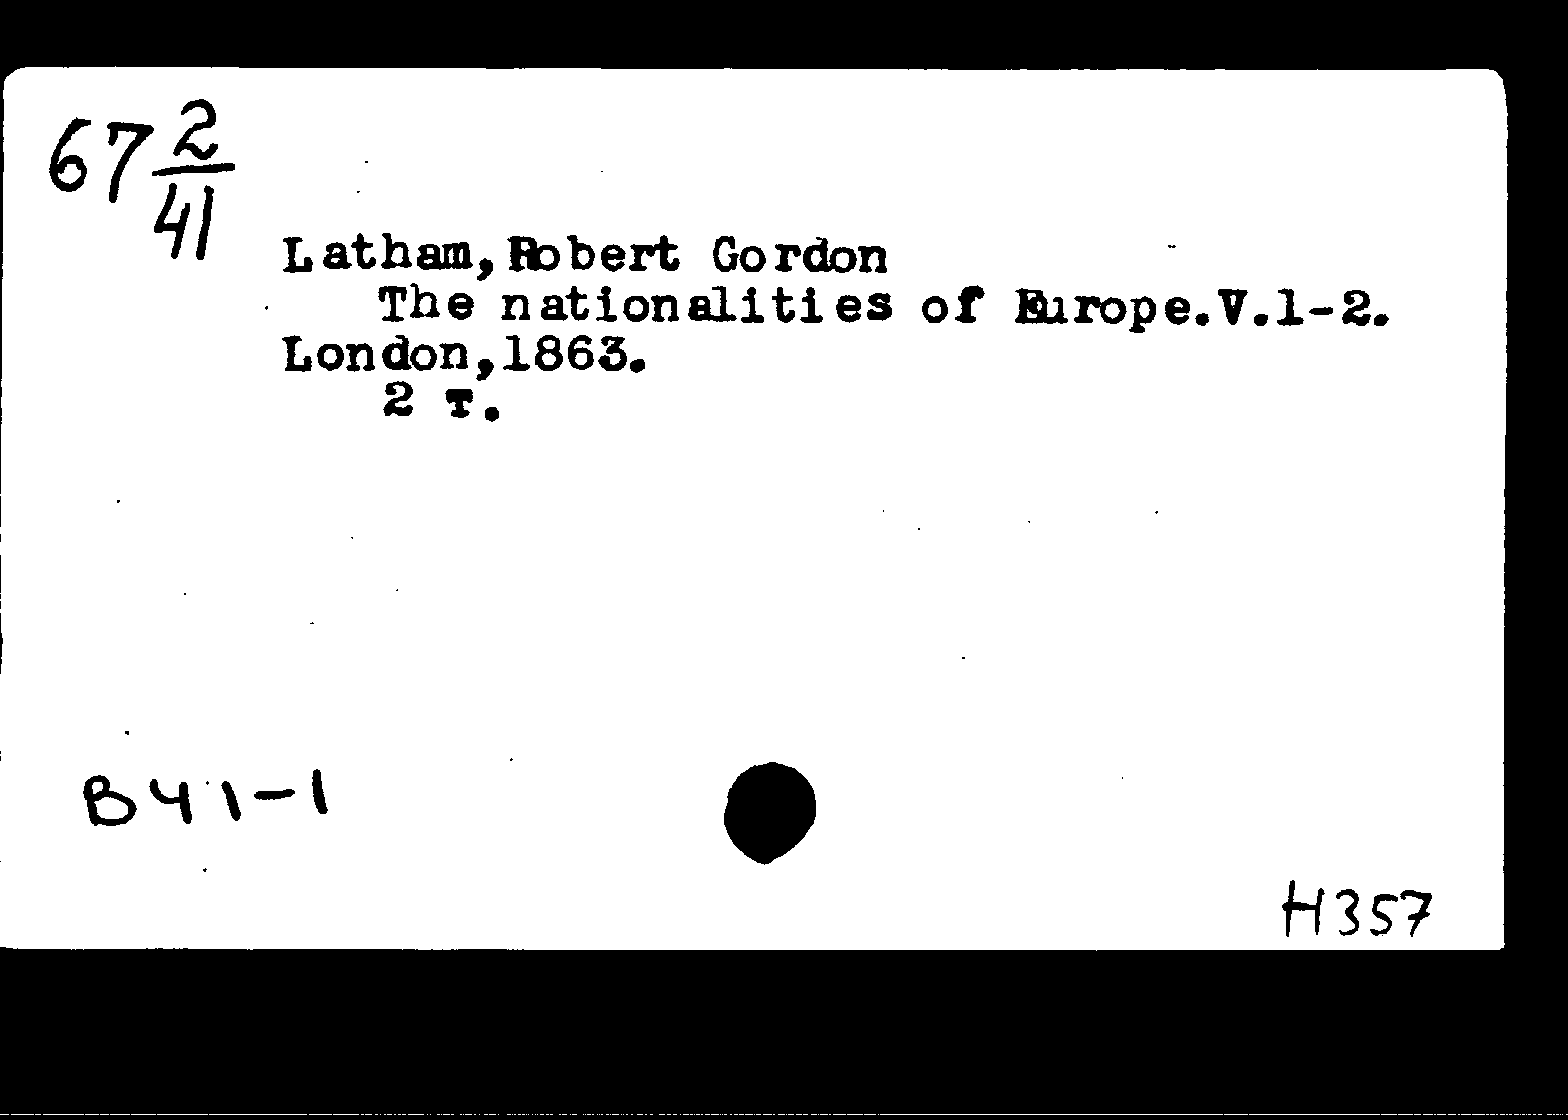 67 2/41
Latham,Robert Gordon
The nationalities of Europe.V.1-2.
London,1863.
2 т.
B41-1
H357